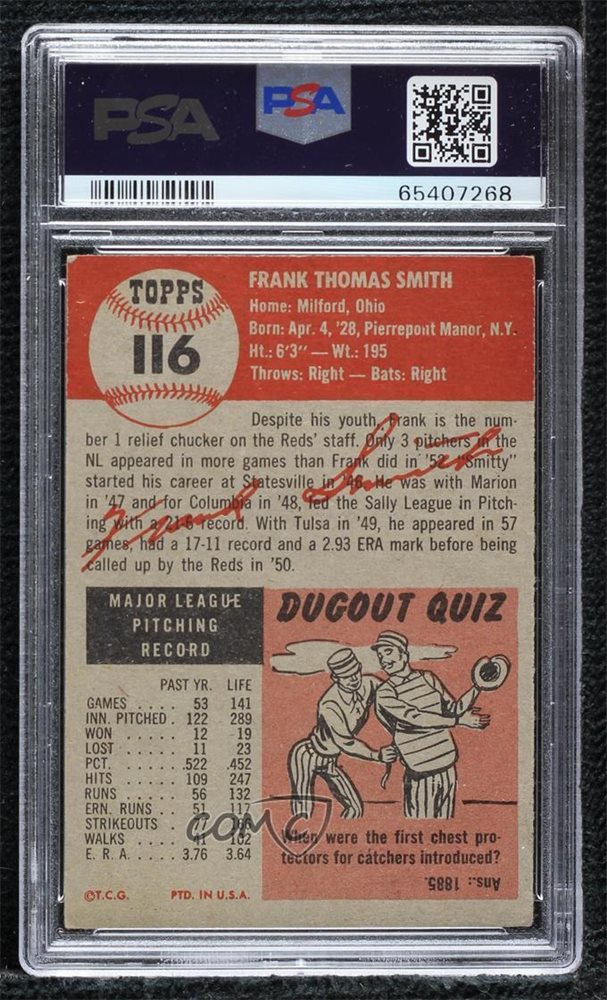 PSA
PSA
65407268
TOPPS
116
FRANK THOMAS SMITH
Home: Milford, Ohio
Born: Apr. 4, '28, Pierrepont Manor, N.Y.
Ht.: 6'3" — Wt.: 195
Throws: Right — Bats: Right
Despite his youth, Frank is the num-
ber 1 relief chucker on the Reds' staff. Only 3 pitchers in the
NL appeared in more games than Frank did in '52. "Smitty"
started his career at Statesville in '46. He was with Marion
in '47 and for Columbia in '48, led the Sally League in Pitch-
ing with a 21-6 record. With Tulsa in '49, he appeared in 57
games, had a 17-11 record and a 2.93 ERA mark before being
called up by the Reds in '50.
Frank Smith
MAJOR LEAGUE
PITCHING
RECORD
PAST YR. LIFE
GAMES . . . . 53 141
INN. PITCHED . 122 289
WON . . . . . 12 19
LOST . . . . . 11 23
PCT. . . . . . .522 .452
HITS . . . . . 109 247
RUNS . . . . . 56 132
ERN. RUNS . . 51 117
STRIKEOUTS . 77
WALKS . . . . 41
E. R. A. . . . . 3.76 3.64
©T.C.G. PTD. IN U.S.A.
DUGOUT QUIZ
When were the first chest pro-
tectors for catchers introduced?
Ans.: 1885.
COMC